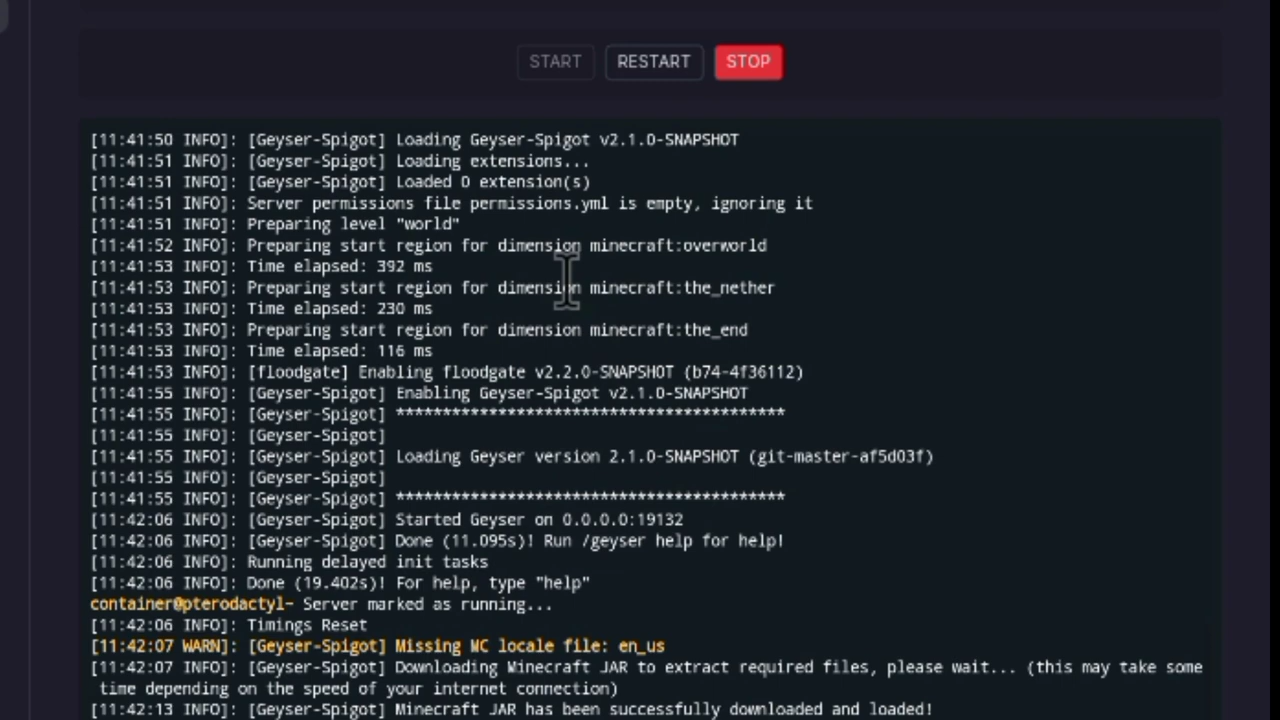 START RESTART STOP
[11:41:50 INFO]: [Geyser-Spigot] Loading Geyser-Spigot v2.1.0-SNAPSHOT
[11:41:51 INFO]: [Geyser-Spigot] Loading extensions...
[11:41:51 INFO]: [Geyser-Spigot] Loaded 0 extension(s)
[11:41:51 INFO]: Server permissions file permissions.yml is empty, ignoring it
[11:41:51 INFO]: Preparing level "world"
[11:41:52 INFO]: Preparing start region for dimension minecraft:overworld
[11:41:53 INFO]: Time elapsed: 392 ms
[11:41:53 INFO]: Preparing start region for dimension minecraft:the_nether
[11:41:53 INFO]: Time elapsed: 230 ms
[11:41:53 INFO]: Preparing start region for dimension minecraft:the_end
[11:41:53 INFO]: Time elapsed: 116 ms
[11:41:53 INFO]: [floodgate] Enabling floodgate v2.2.0-SNAPSHOT (b74-4f36112)
[11:41:55 INFO]: [Geyser-Spigot] Enabling Geyser-Spigot v2.1.0-SNAPSHOT
[11:41:55 INFO]: [Geyser-Spigot] ******************************************
[11:41:55 INFO]: [Geyser-Spigot]
[11:41:55 INFO]: [Geyser-Spigot] Loading Geyser version 2.1.0-SNAPSHOT (git-master-af5d03f)
[11:41:55 INFO]: [Geyser-Spigot]
[11:41:55 INFO]: [Geyser-Spigot] ******************************************
[11:42:06 INFO]: [Geyser-Spigot] Started Geyser on 0.0.0.0:19132
[11:42:06 INFO]: [Geyser-Spigot] Done (11.095s)! Run /geyser help for help!
[11:42:06 INFO]: Running delayed init tasks
[11:42:06 INFO]: Done (19.402s)! For help, type "help"
container@pterodactyl~ Server marked as running...
[11:42:06 INFO]: Timings Reset
[11:42:07 WARN]: [Geyser-Spigot] Missing MC locale file: en_us
[11:42:07 INFO]: [Geyser-Spigot] Downloading Minecraft JAR to extract required files, please wait... (this may take some
time depending on the speed of your internet connection)
[11:42:13 INFO]: [Geyser-Spigot] Minecraft JAR has been successfully downloaded and loaded!